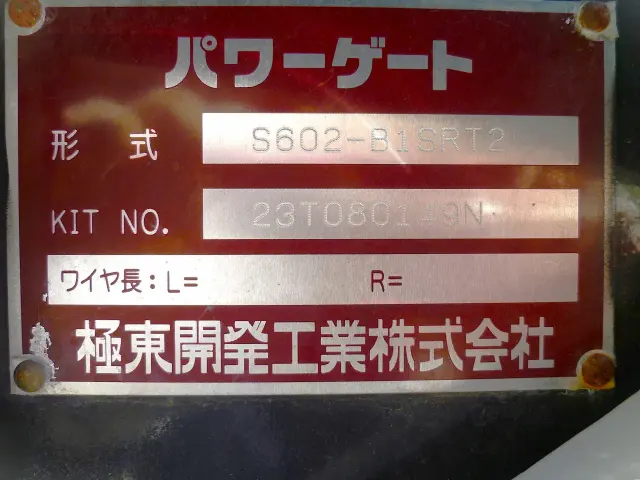 パワーゲート
形 式 S602-B1SRT2
KIT NO.
ワイヤ長:L= R=
極東開発工業株式会社